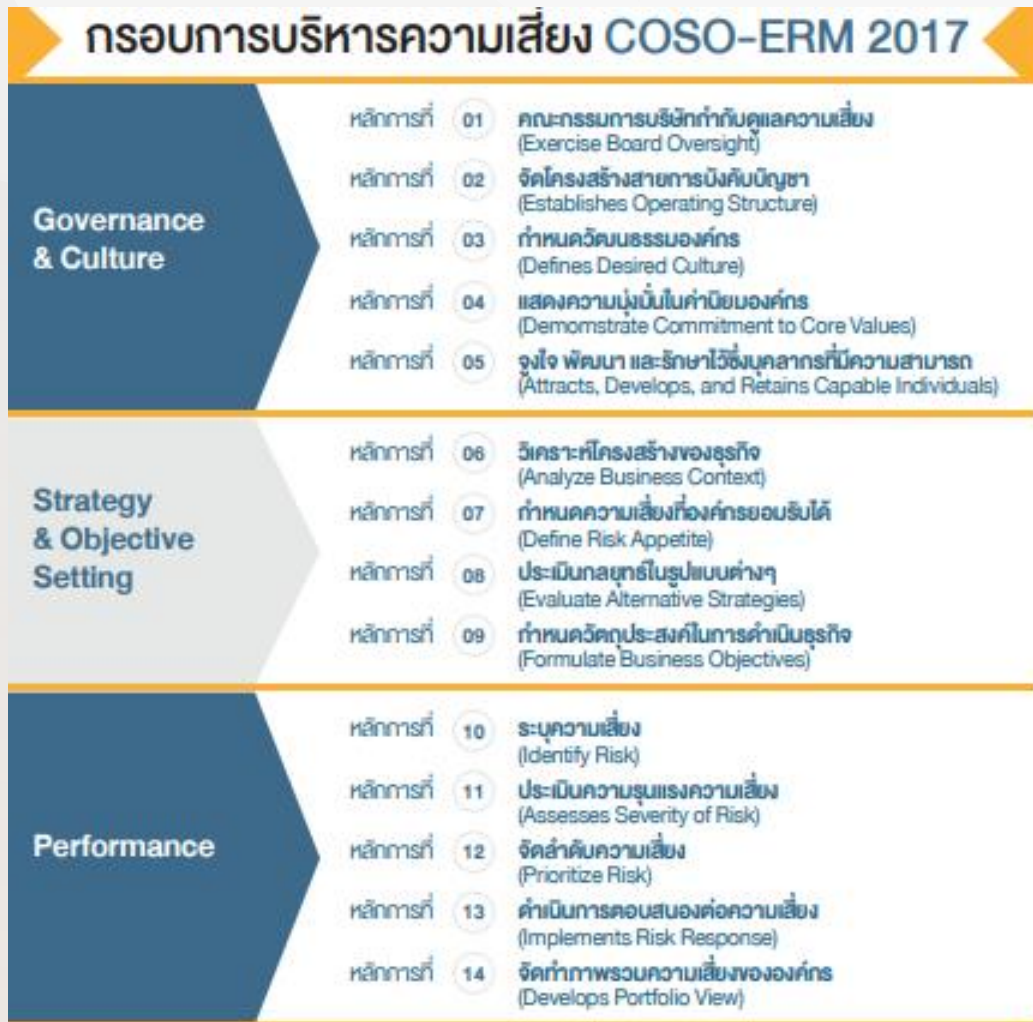 กรอบการบริหารความเสี่ยง COSO-ERM 2017
Governance
& Culture
หลักการที่ 01 คณะกรรมการบริษัทกำกับดูแลความเสี่ยง
(Exercise Board Oversight)
หลักการที่ 02 จัดโครงสร้างสายการบังคับบัญชา
(Establishes Operating Structure)
หลักการที่ 03 กำหนดวัฒนธรรมองค์กร
(Defines Desired Culture)
หลักการที่ 04 แสดงความมุ่งมั่นในค่านิยมองค์กร
(Demomstrate Commitment to Core Values)
หลักการที่ 05 จูงใจ พัฒนา และรักษาไว้ซึ่งบุคลากรที่มีความสามารถ
(Attracts, Develops, and Retains Capable Individuals)
Strategy
& Objective
Setting
หลักการที่ 06 วิเคราะห์โครงสร้างของธุรกิจ
(Analyze Business Context)
หลักการที่ 07 กำหนดความเสี่ยงที่องค์กรยอมรับได้
(Define Risk Appetite)
หลักการที่ 08 ประเมินกลยุทธ์ในรูปแบบต่างๆ
(Evaluate Alternative Strategies)
หลักการที่ 09 กำหนดวัตถุประสงค์ในการดำเนินธุรกิจ
(Formulate Business Objectives)
Performance
หลักการที่ 10 ระบุความเสี่ยง
(Identify Risk)
หลักการที่ 11 ประเมินความรุนแรงความเสี่ยง
(Assesses Severity of Risk)
หลักการที่ 12 จัดลำดับความเสี่ยง
(Prioritize Risk)
หลักการที่ 13 ดำเนินการตอบสนองต่อความเสี่ยง
(Implements Risk Response)
หลักการที่ 14 จัดทำภาพรวมความเสี่ยงขององค์กร
(Develops Portfolio View)